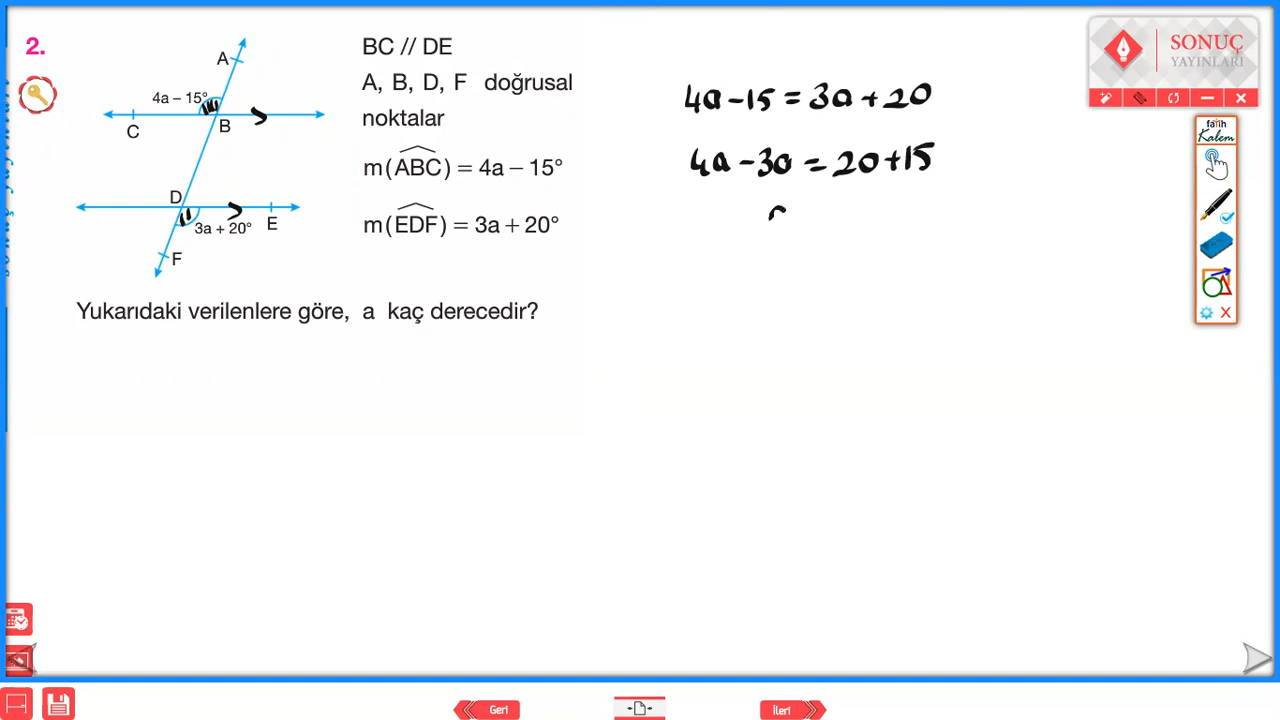 2.
A
4a – 15°
B
C
D
3a + 20°
E
F
BC // DE
A, B, D, F doğrusal
noktalar
m(ABC) = 4a – 15°
m(EDF) = 3a + 20°
Yukarıdaki verilenlere göre, a kaç derecedir?
4a - 15 = 3a + 20
4a - 3a = 20 + 15
SONUÇ
YAYINLARI
fatih
Kalem
Geri
İleri